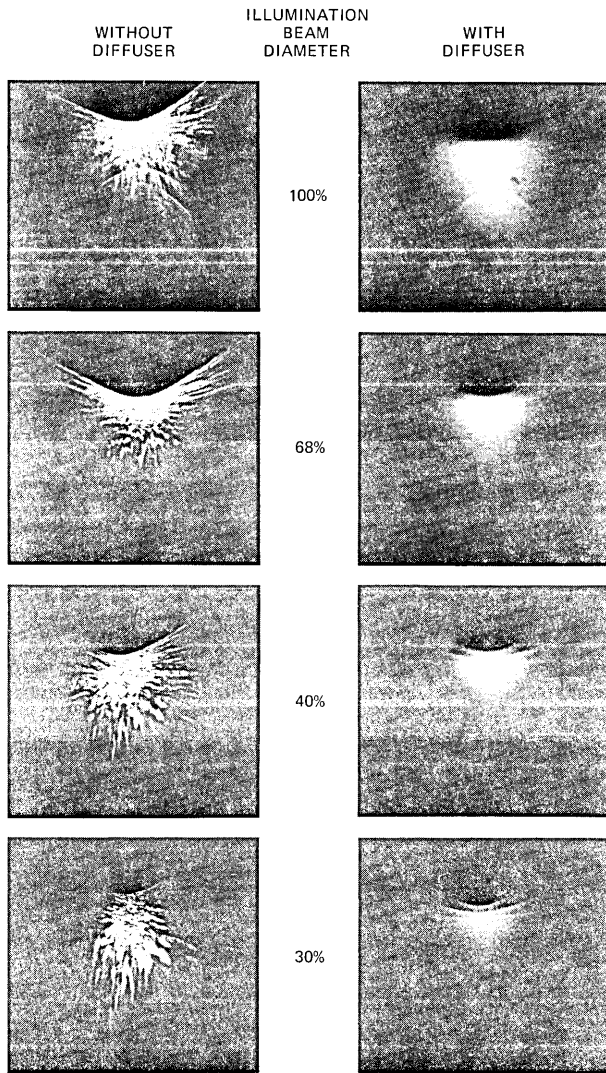 WITHOUT
DIFFUSER
ILLUMINATION
BEAM
DIAMETER
WITH
DIFFUSER
100%
68%
40%
30%